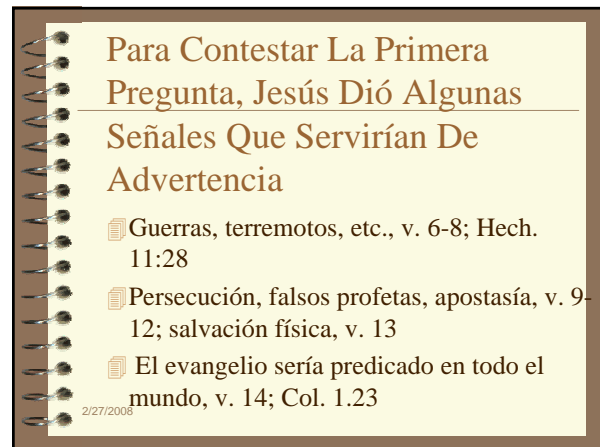 Para Contestar La Primera
Pregunta, Jesús Dió Algunas
Señales Que Servirían De
Advertencia
Guerras, terremotos, etc., v. 6-8; Hech.
11:28
Persecución, falsos profetas, apostasía, v. 9-
12; salvación física, v. 13
El evangelio sería predicado en todo el
mundo, v. 14; Col. 1.23
2/27/2008